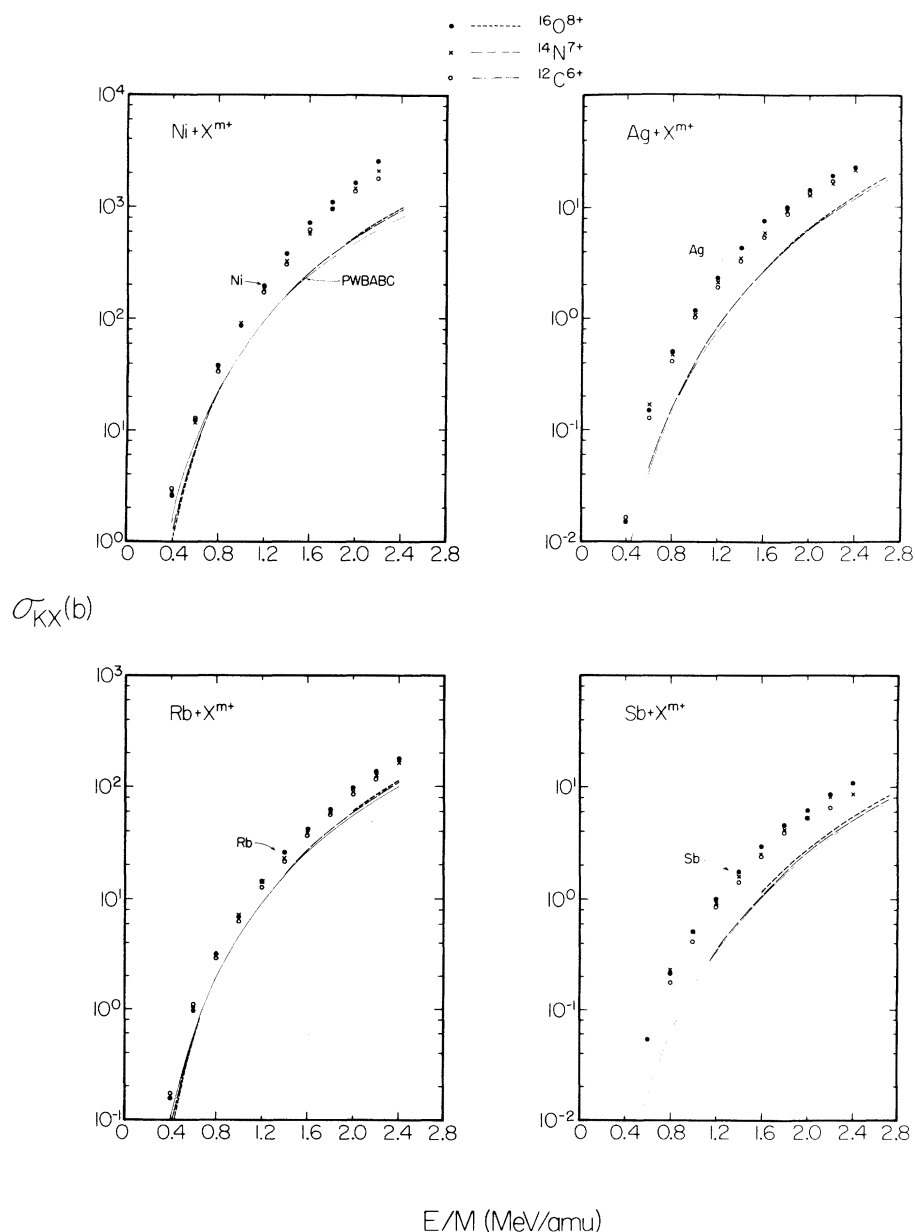 ● ------ ¹⁶O⁸⁺
× — — — ¹⁴N⁷⁺
○ —·—·— ¹²C⁶⁺
Ni+Xᵐ⁺
10⁴
10³
10²
10¹
10⁰
Ni
PWBABC
0 0.4 0.8 1.2 1.6 2.0 2.4 2.8
Ag+Xᵐ⁺
10¹
10⁰
10⁻¹
10⁻²
Ag
0 0.4 0.8 1.2 1.6 2.0 2.4 2.8
σKX(b)
Rb+Xᵐ⁺
10³
10²
10¹
10⁰
10⁻¹
Rb
0 0.4 0.8 1.2 1.6 2.0 2.4 2.8
Sb+Xᵐ⁺
10¹
10⁰
10⁻¹
10⁻²
Sb
0 0.4 0.8 1.2 1.6 2.0 2.4 2.8
E/M (MeV/amu)